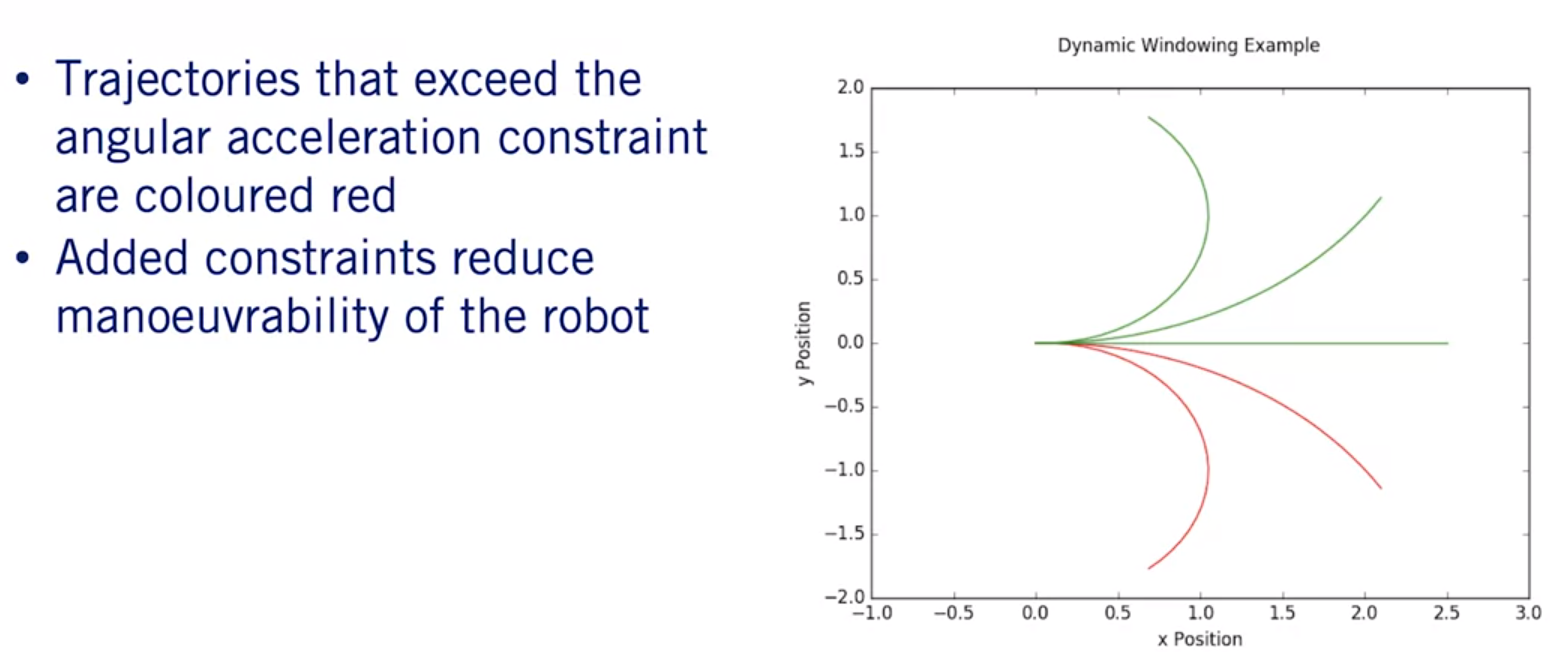 • Trajectories that exceed the
angular acceleration constraint
are coloured red
• Added constraints reduce
manoeuvrability of the robot
Dynamic Windowing Example
2.0
1.5
1.0
0.5
0.0
−0.5
−1.0
−1.5
−2.0
y Position
−1.0 −0.5 0.0 0.5 1.0 1.5 2.0 2.5 3.0
x Position